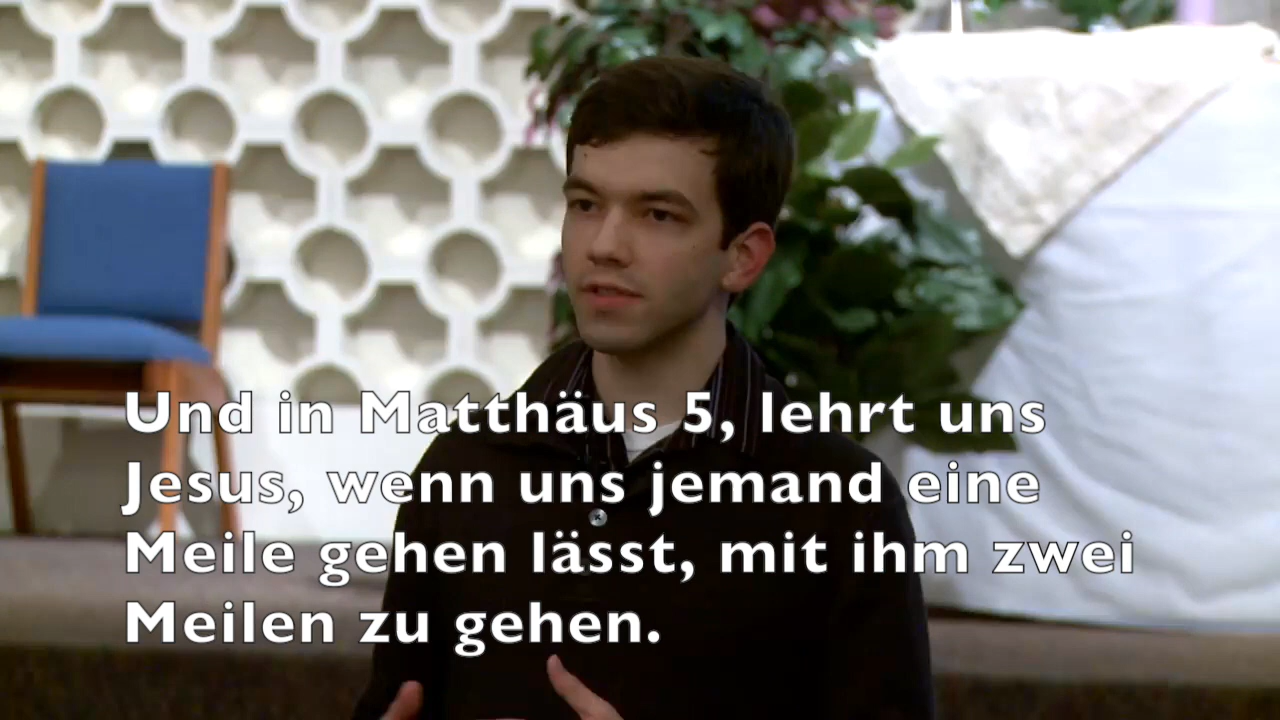 Und in Matthäus 5, lehrt uns
Jesus, wenn uns jemand eine
Meile gehen lässt, mit ihm zwei
Meilen zu gehen.